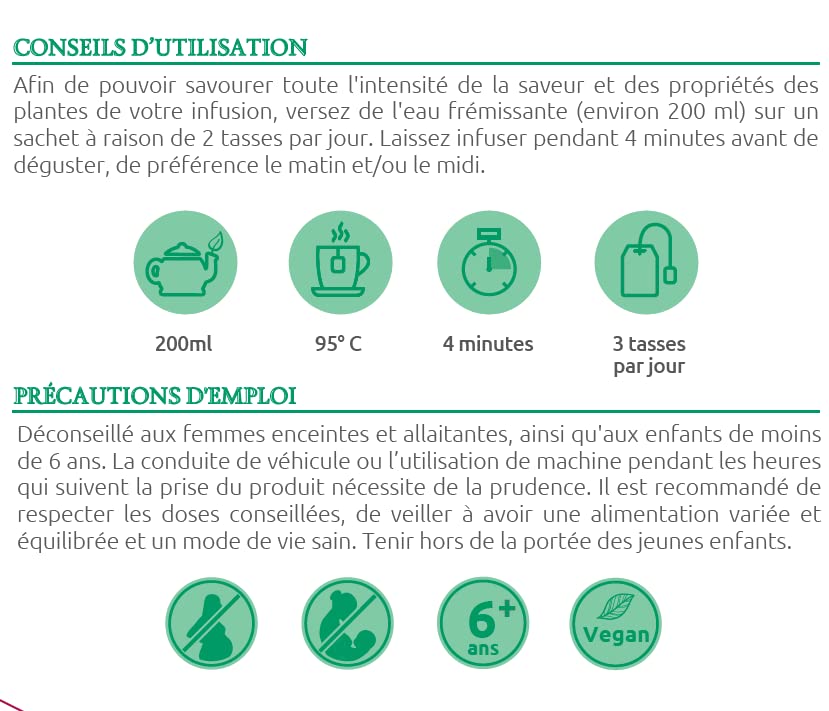 CONSEILS D’UTILISATION
Afin de pouvoir savourer toute l'intensité de la saveur et des propriétés des
plantes de votre infusion, versez de l'eau frémissante (environ 200 ml) sur un
sachet à raison de 2 tasses par jour. Laissez infuser pendant 4 minutes avant de
déguster, de préférence le matin et/ou le midi.
200ml
95° C
4 minutes
3 tasses
par jour
PRÉCAUTIONS D'EMPLOI
Déconseillé aux femmes enceintes et allaitantes, ainsi qu'aux enfants de moins
de 6 ans. La conduite de véhicule ou l’utilisation de machine pendant les heures
qui suivent la prise du produit nécessite de la prudence. Il est recommandé de
respecter les doses conseillées, de veiller à avoir une alimentation variée et
équilibrée et un mode de vie sain. Tenir hors de la portée des jeunes enfants.
6+
ans
Vegan